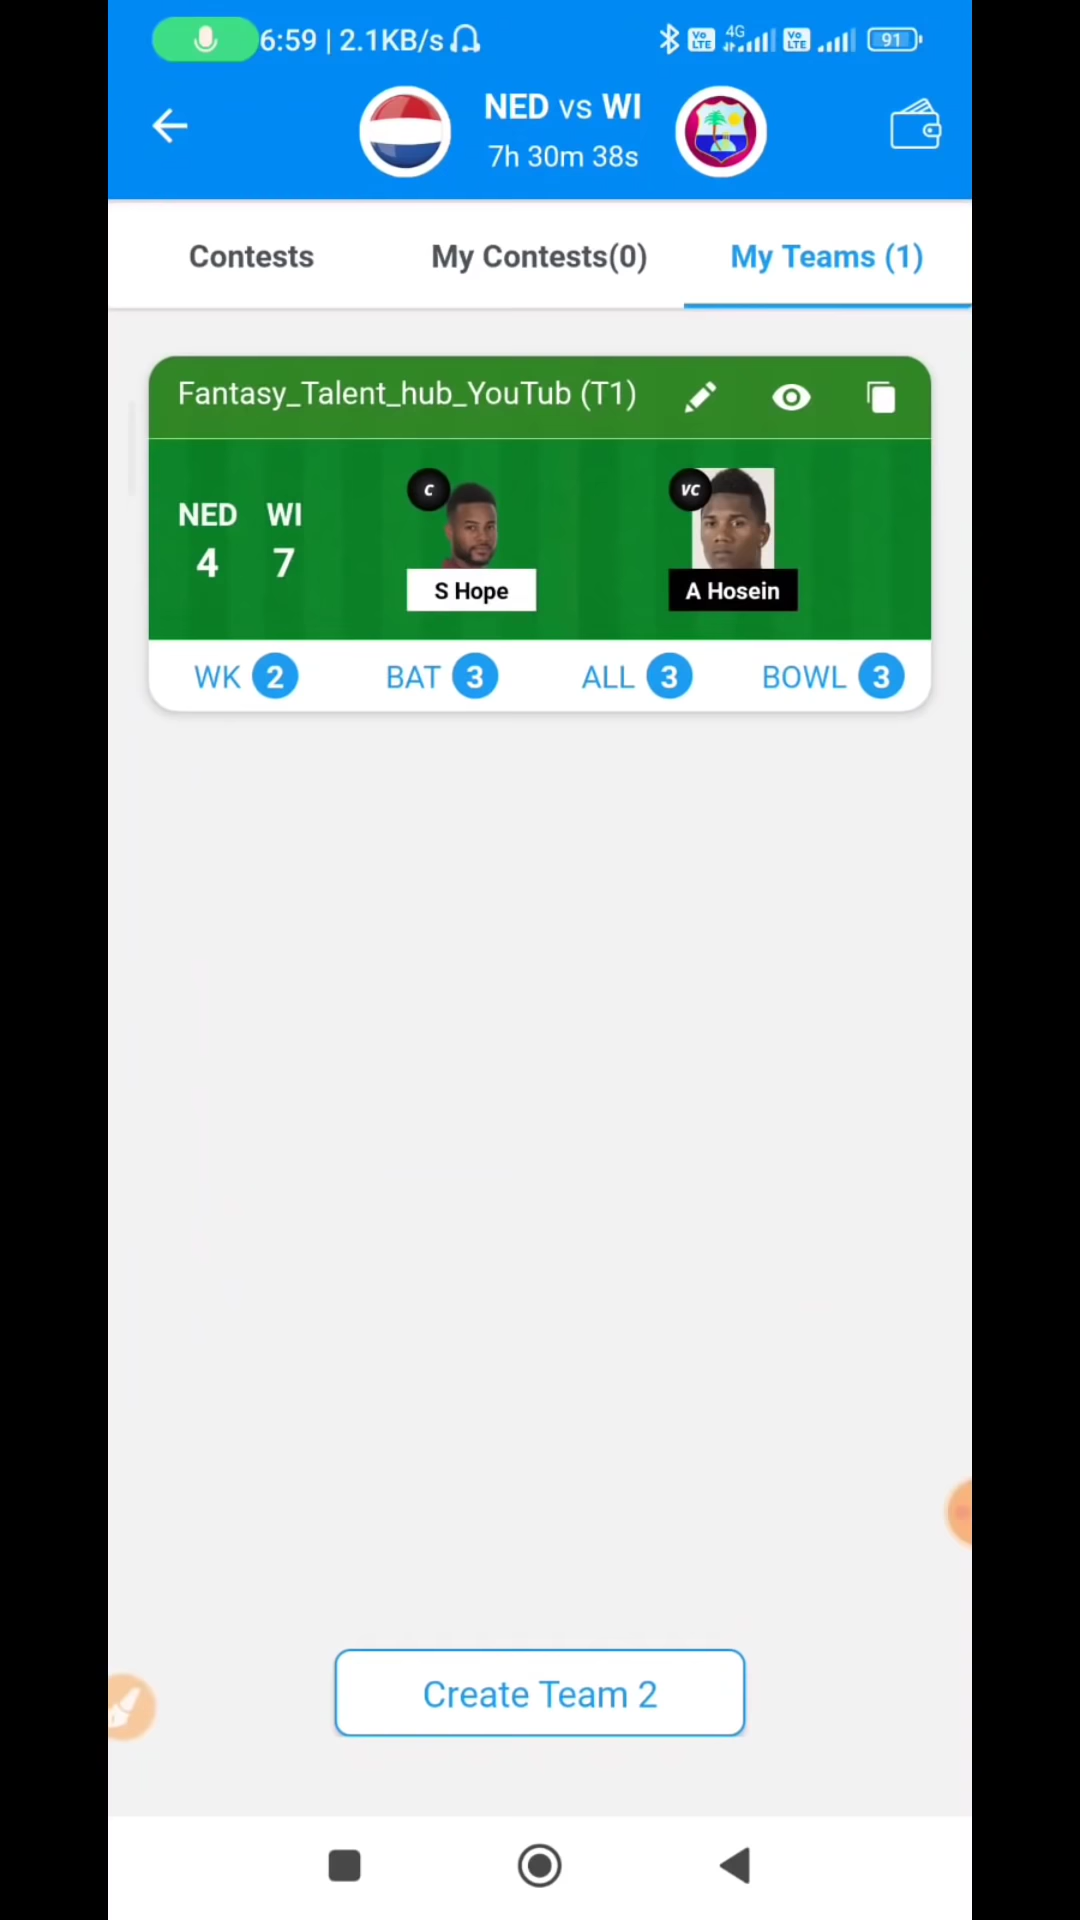 6:59 | 2.1KB/s 4G 91
NED vs WI
7h 30m 38s
Contests My Contests(0) My Teams (1)
Fantasy_Talent_hub_YouTub (T1)
C VC
NED WI
4 7
S Hope A Hosein
WK 2 BAT 3 ALL 3 BOWL 3
Create Team 2